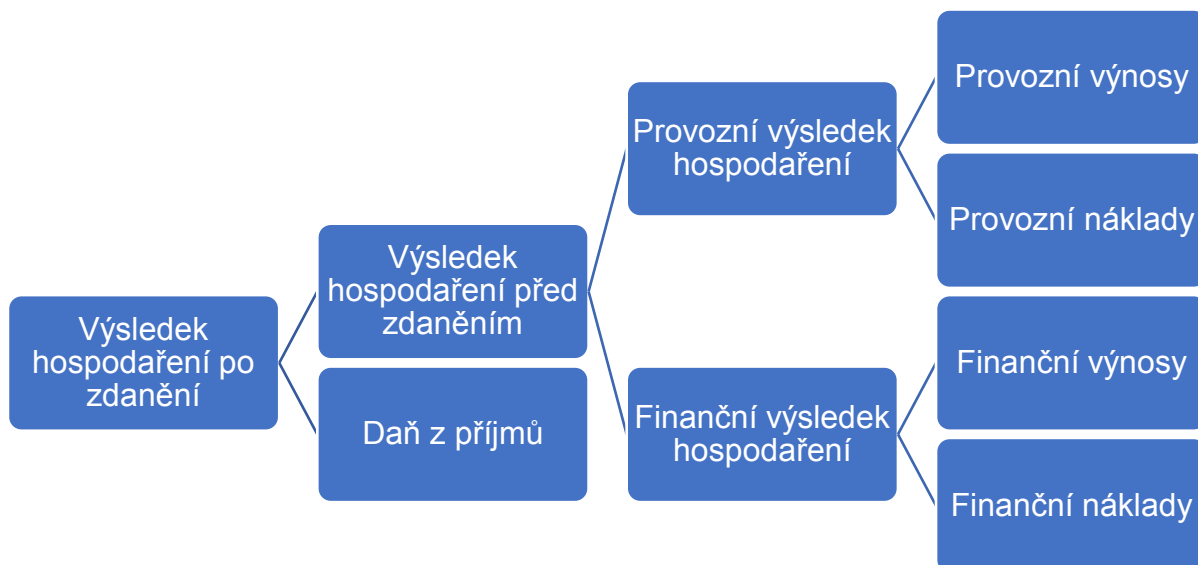 Výsledek
hospodaření po
zdanění
Výsledek
hospodaření před
zdaněním
Daň z příjmů
Provozní výsledek
hospodaření
Finanční výsledek
hospodaření
Provozní výnosy
Provozní náklady
Finanční výnosy
Finanční náklady